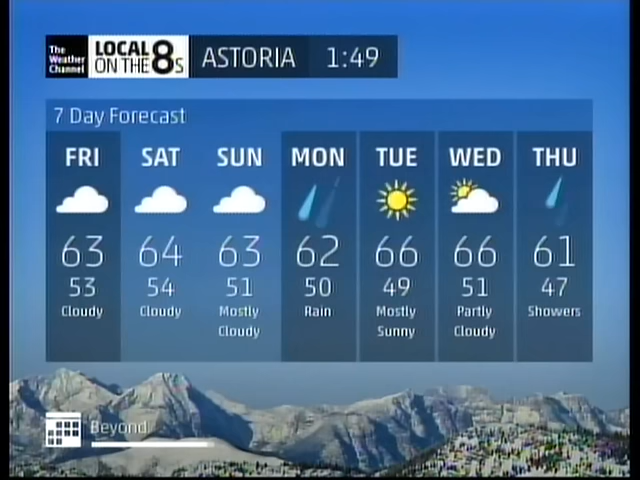 The Weather Channel
LOCAL ON THE 8s
ASTORIA 1:49
7 Day Forecast
FRI SAT SUN MON TUE WED THU
63 64 63 62 66 66 61
53 54 51 50 49 51 47
Cloudy Cloudy Mostly Cloudy Rain Mostly Sunny Partly Cloudy Showers
Beyond